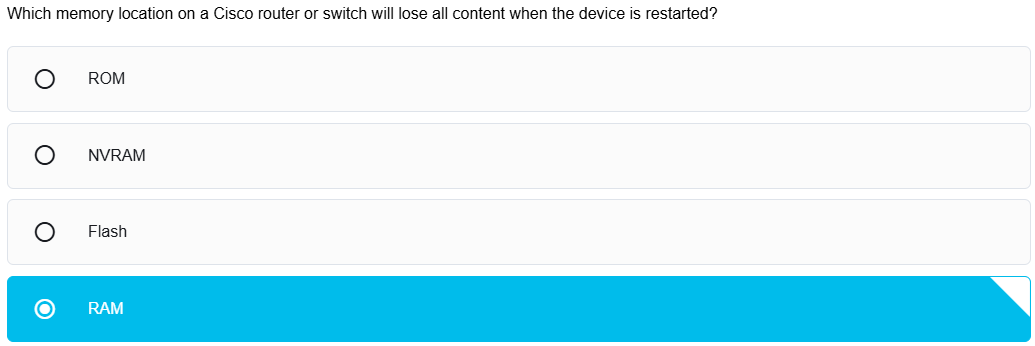 Which memory location on a Cisco router or switch will lose all content when the device is restarted?
ROM
NVRAM
Flash
RAM